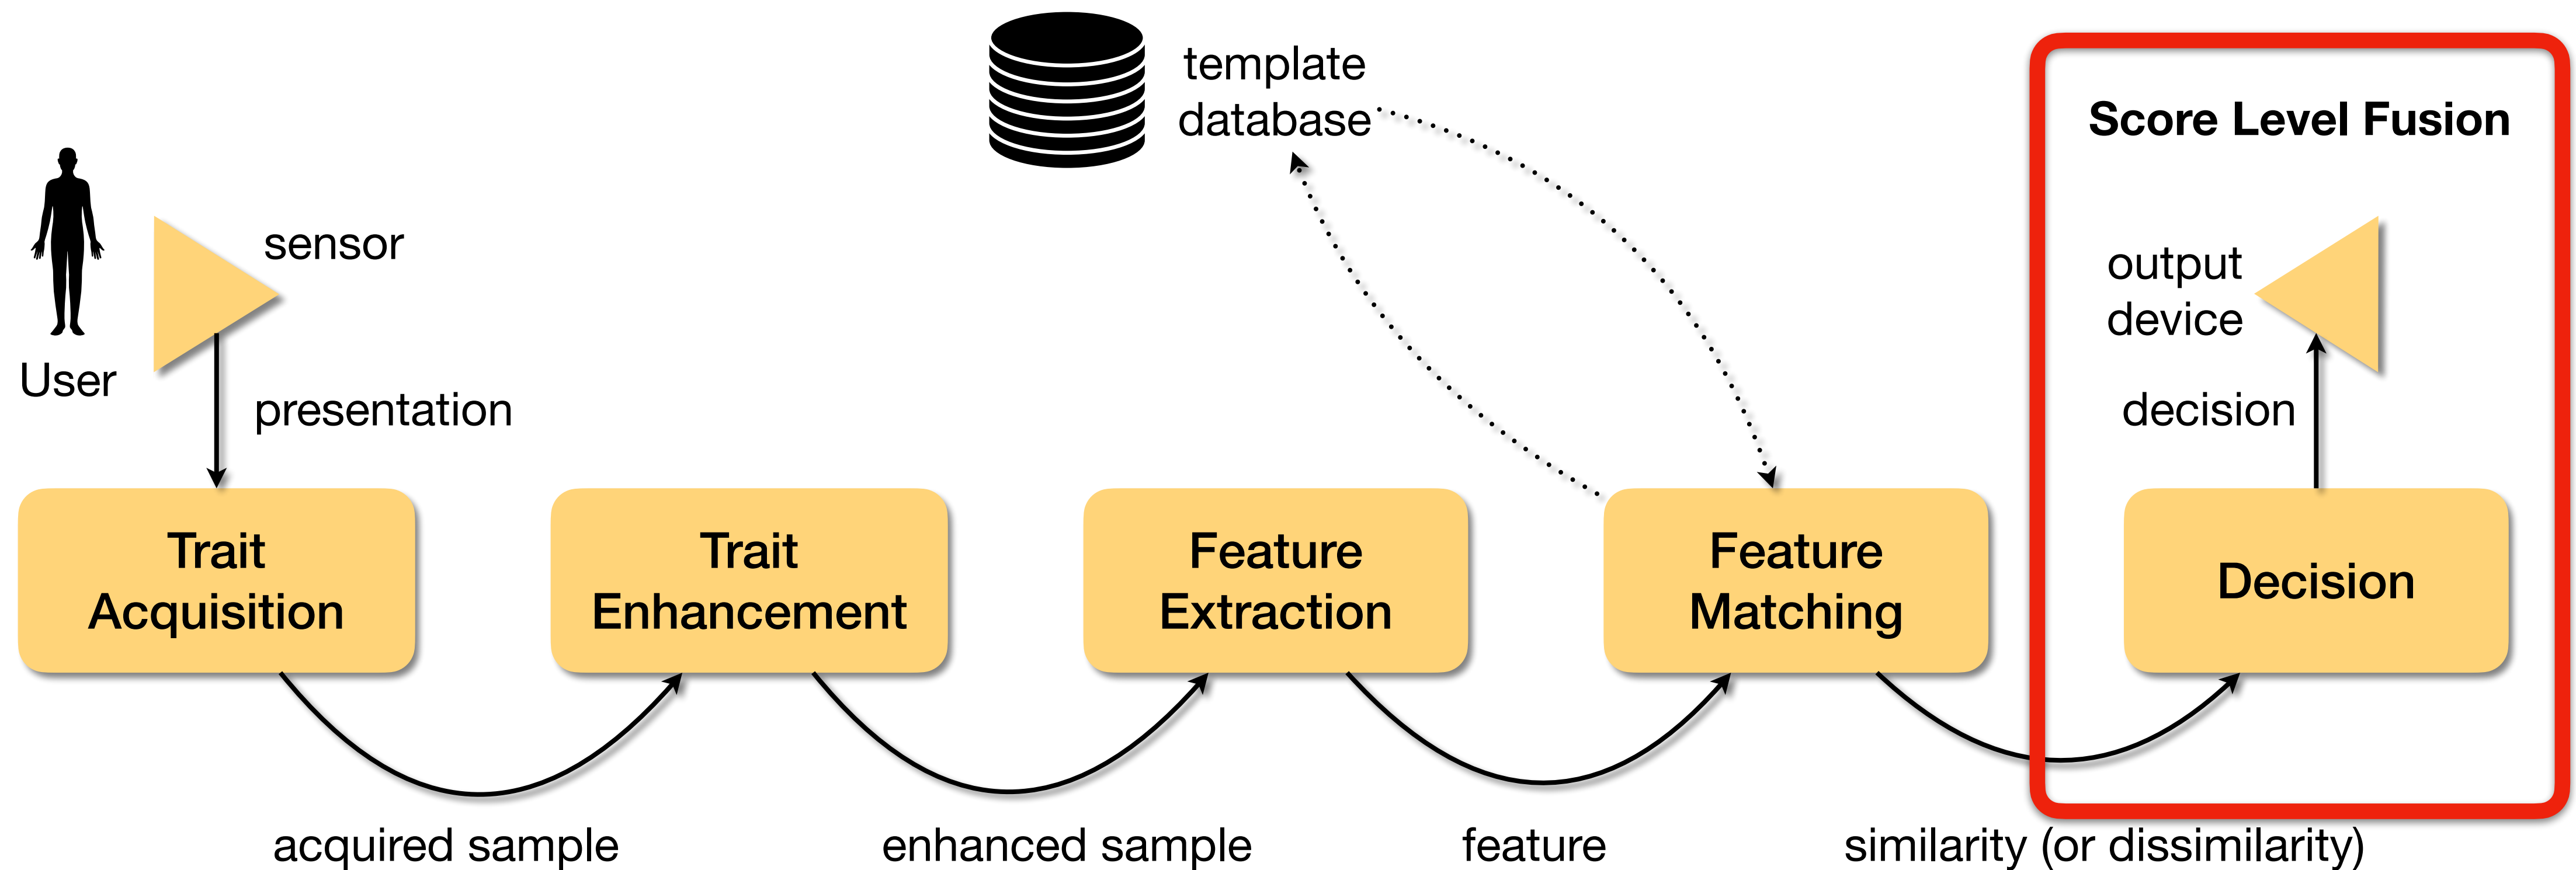 template
database
Score Level Fusion
sensor
output
device
User
presentation
decision
Trait
Acquisition
Trait
Enhancement
Feature
Extraction
Feature
Matching
Decision
acquired sample
enhanced sample
feature
similarity (or dissimilarity)